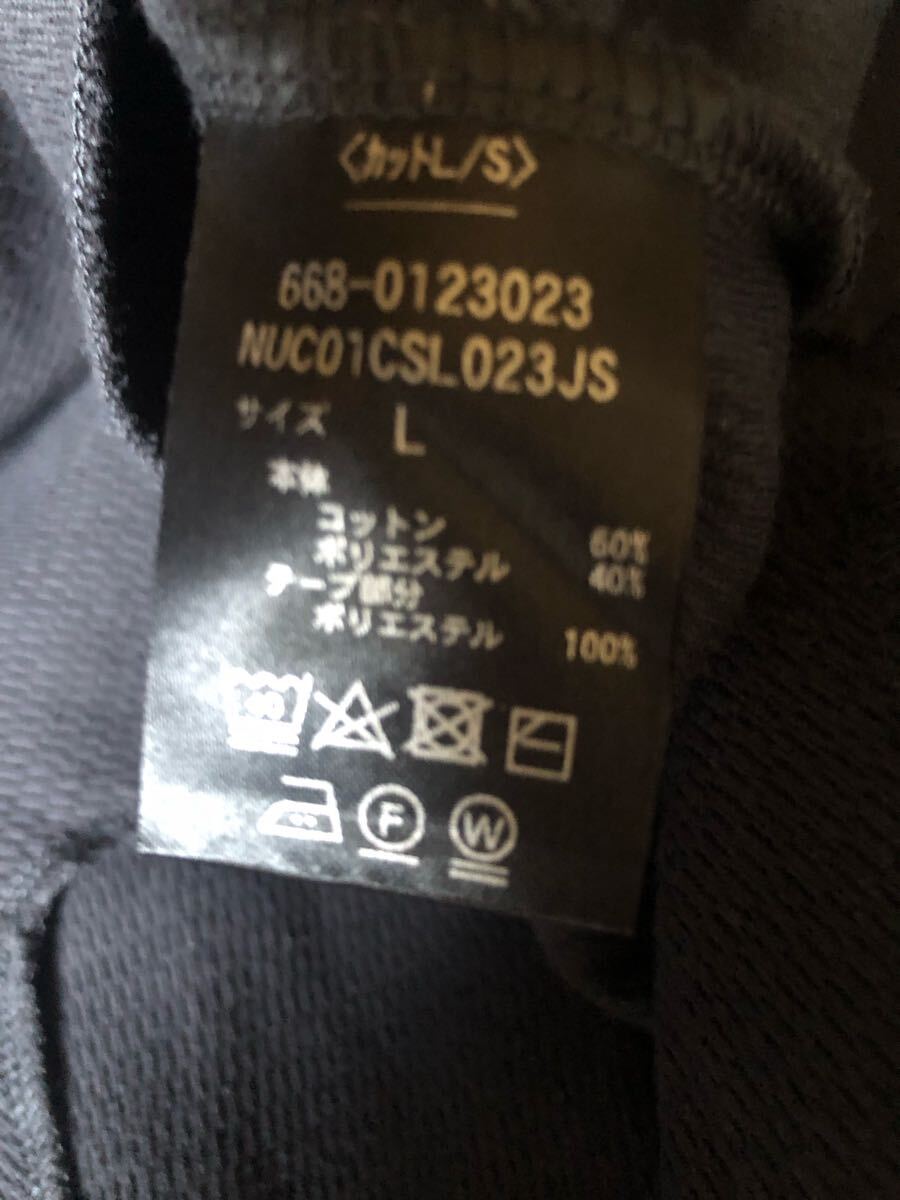 〈カットL/S〉
668-0123023
NUC01CSL023JS
サイズ L
本体
コットン 60%
ポリエステル 40%
テープ部分
ポリエステル 100%
40
F W